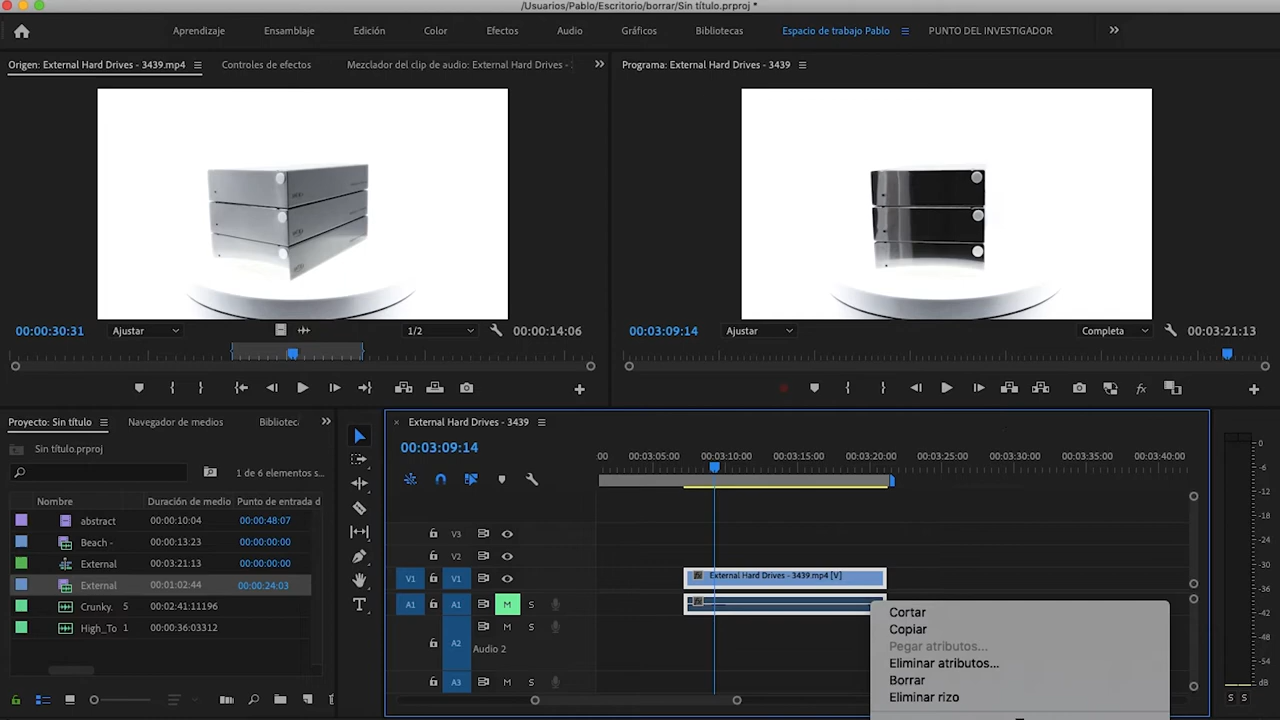 /Usuarios/Pablo/Escritorio/borrar/Sin título.prproj *
Aprendizaje Ensamblaje Edición Color Efectos Audio Gráficos Bibliotecas Espacio de trabajo Pablo PUNTO DEL INVESTIGADOR
Origen: External Hard Drives - 3439.mp4 Controles de efectos Mezclador del clip de audio: External Hard Drives -
Programa: External Hard Drives - 3439
00:00:30:31 Ajustar 1/2 00:00:14:06
00:03:09:14 Ajustar Completa 00:03:21:13
Proyecto: Sin título Navegador de medios Bibliotec
Sin título.prproj
1 de 6 elementos s...
Nombre Duración de medio Punto de entrada d
abstract 00:00:10:04 00:00:48:07
Beach - 00:00:13:23 00:00:00:00
External 00:03:21:13 00:00:00:00
External 00:01:02:44 00:00:24:03
Crunky. 5 00:02:41:11196
High_To 1 00:00:36:03312
External Hard Drives - 3439
00:03:09:14
00 00:03:05:00 00:03:10:00 00:03:15:00 00:03:20:00 00:03:25:00 00:03:30:00 00:03:35:00 00:03:40:00
V3
V2
V1 V1 External Hard Drives - 3439.mp4 [V]
A1 A1 M S
A2 M S
Audio 2
A3 M S
Cortar
Copiar
Pegar atributos...
Eliminar atributos...
Borrar
Eliminar rizo
0
-6
-12
-18
-24
-30
-36
-42
-48
-54
dB
S S